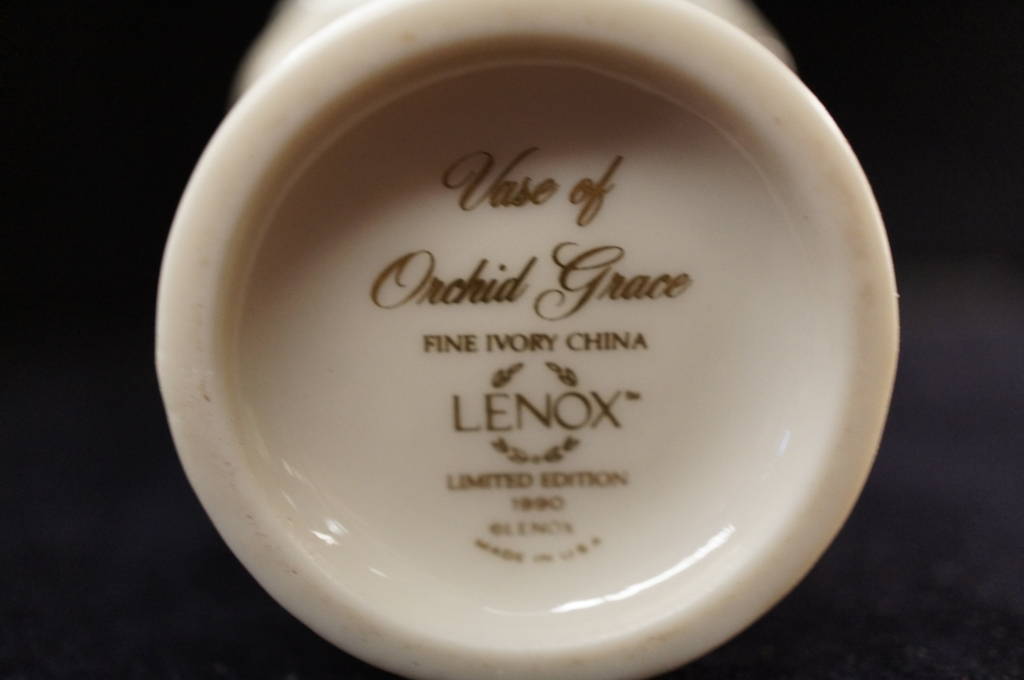 Vase of
Orchid Grace
FINE IVORY CHINA
LENOX™
LIMITED EDITION
1990
©LENOX
MADE IN U.S.A.